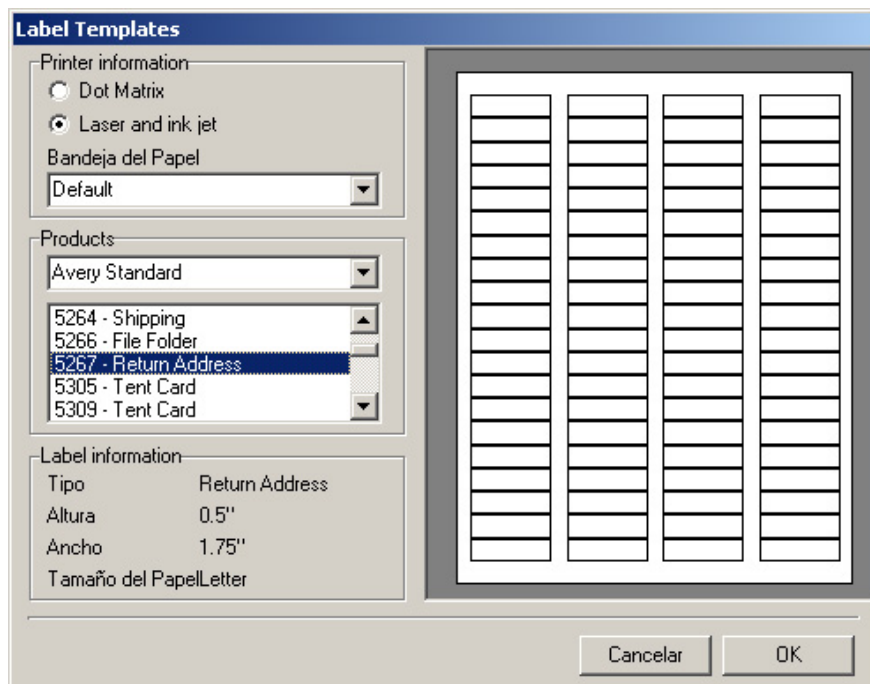 Label Templates
Printer information
Dot Matrix
Laser and ink jet
Bandeja del Papel
Default
Products
Avery Standard
5264 - Shipping
5266 - File Folder
5267 - Return Address
5305 - Tent Card
5309 - Tent Card
Label information
Tipo Return Address
Altura 0.5"
Ancho 1.75"
Tamaño del PapelLetter
Cancelar OK